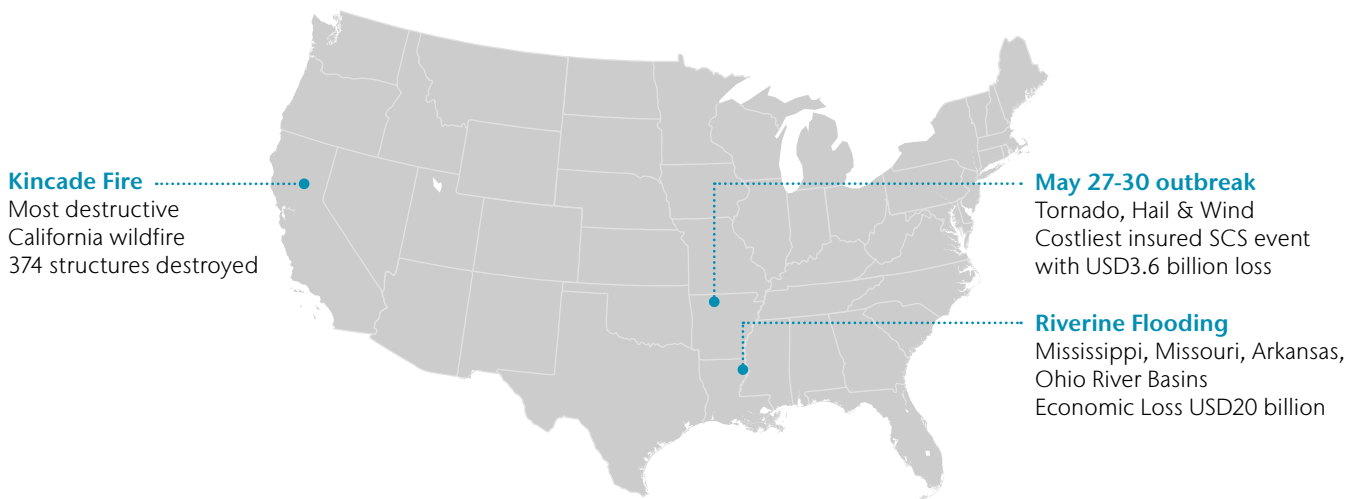 Kincade Fire
Most destructive
California wildfire
374 structures destroyed
May 27-30 outbreak
Tornado, Hail & Wind
Costliest insured SCS event
with USD3.6 billion loss
Riverine Flooding
Mississippi, Missouri, Arkansas,
Ohio River Basins
Economic Loss USD20 billion